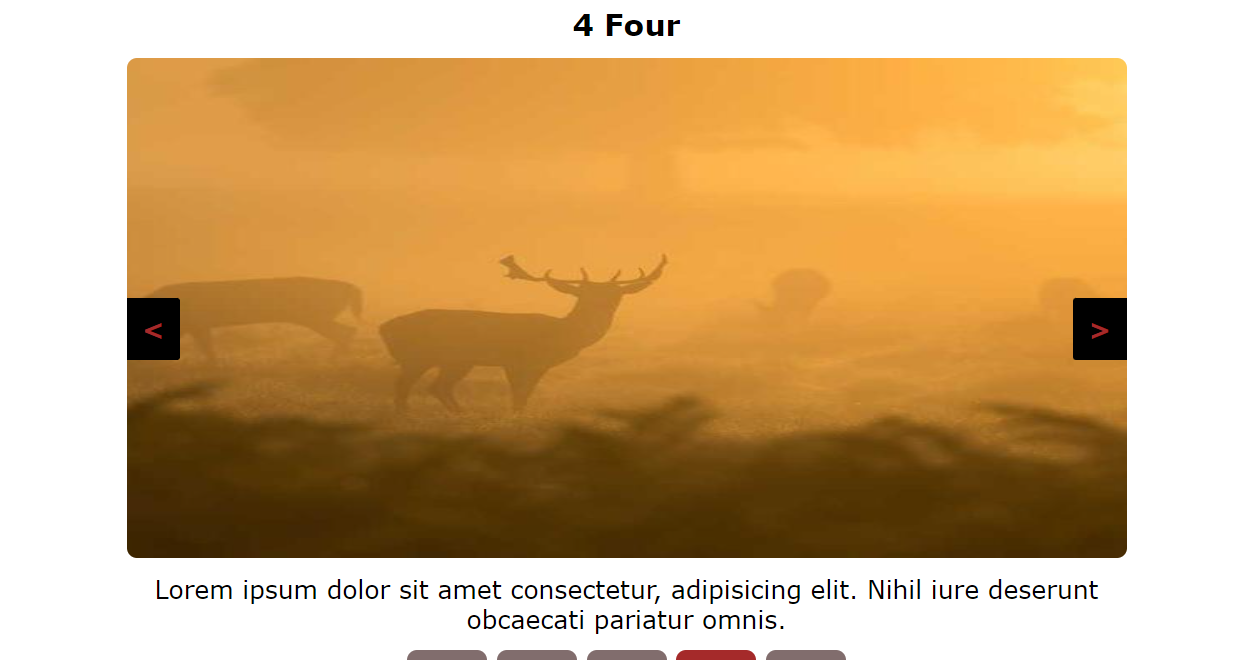 4 Four
<
>
Lorem ipsum dolor sit amet consectetur, adipisicing elit. Nihil iure deserunt
obcaecati pariatur omnis.